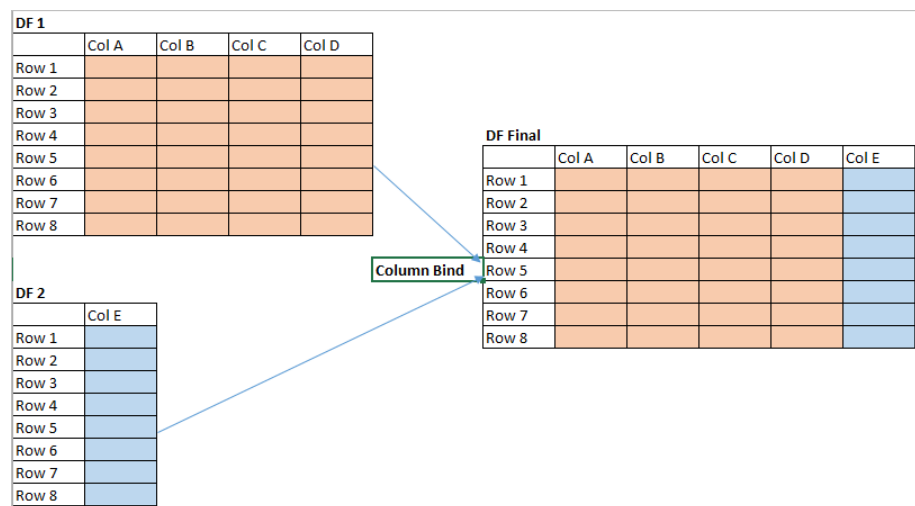 DF 1
Col A Col B Col C Col D
Row 1
Row 2
Row 3
Row 4
Row 5
Row 6
Row 7
Row 8
Column Bind
DF 2
Col E
Row 1
Row 2
Row 3
Row 4
Row 5
Row 6
Row 7
Row 8
DF Final
Col A Col B Col C Col D Col E
Row 1
Row 2
Row 3
Row 4
Row 5
Row 6
Row 7
Row 8